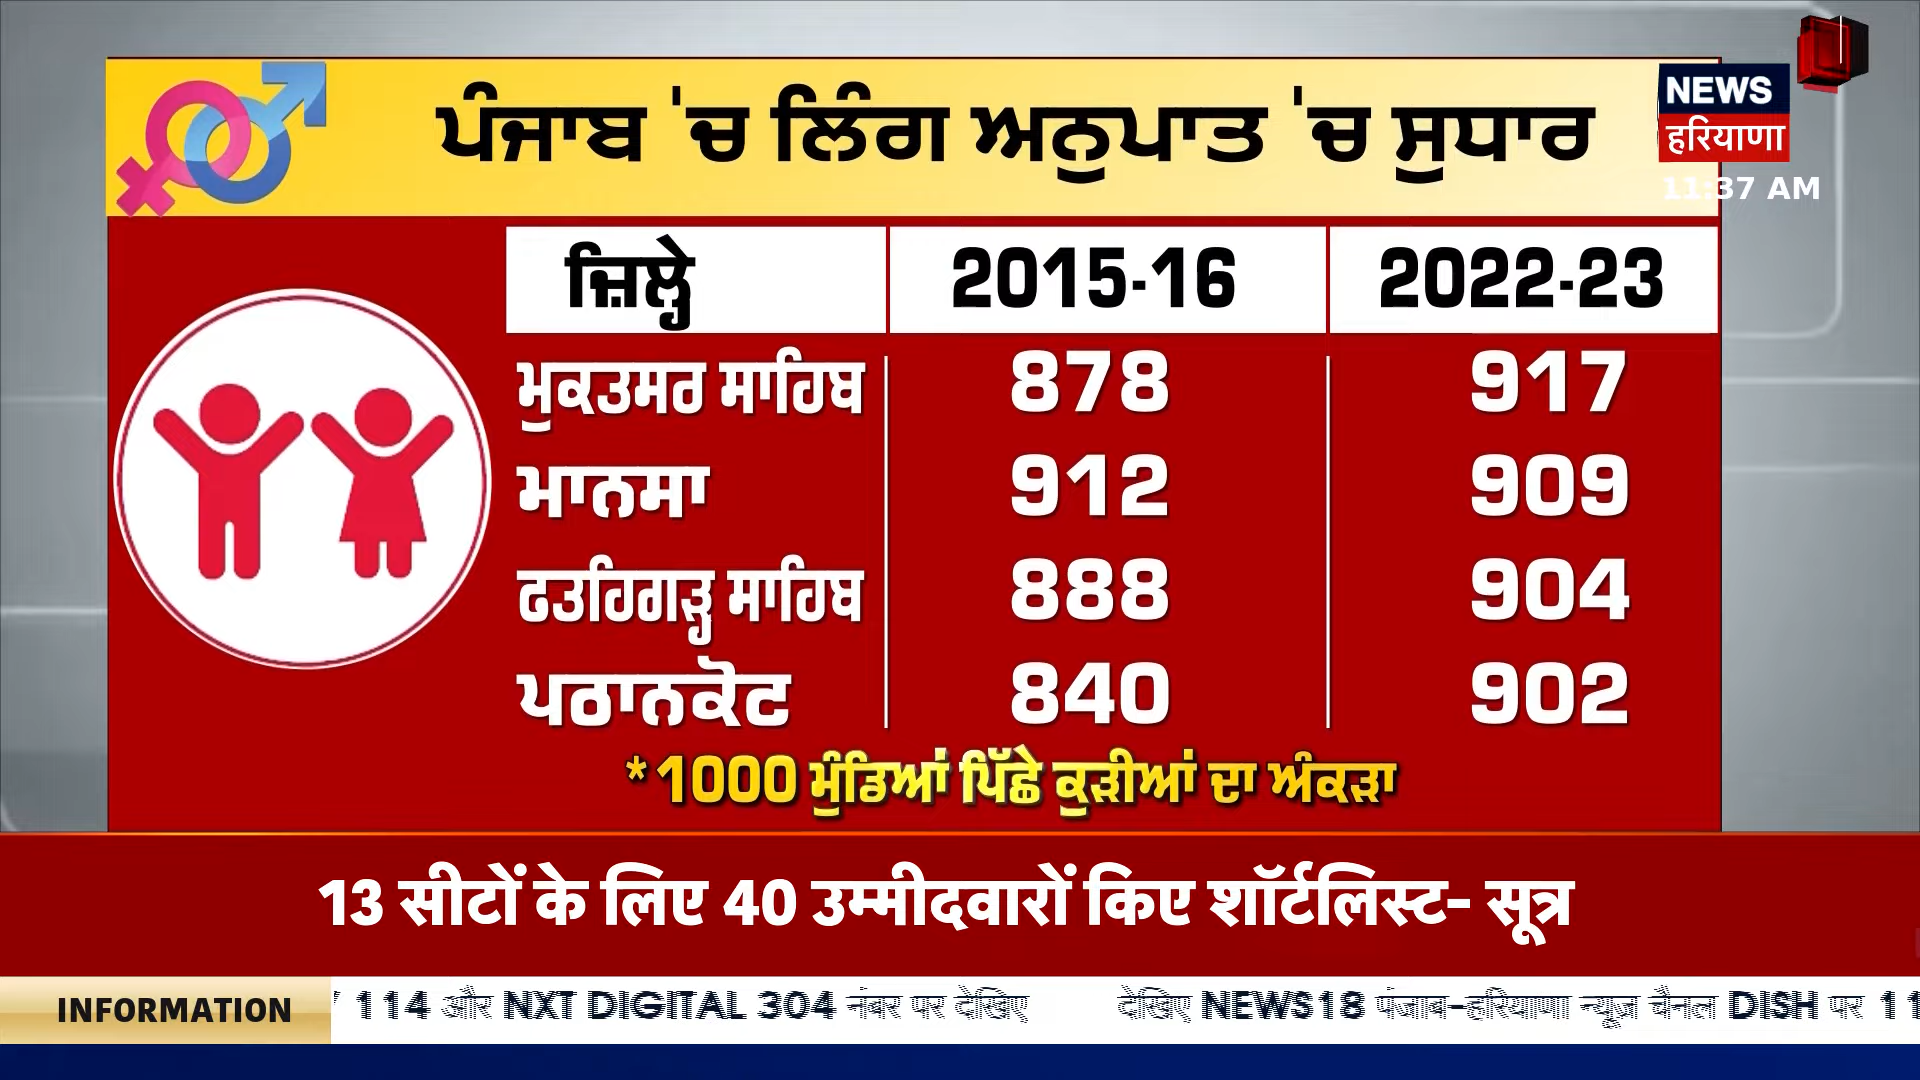 ਪੰਜਾਬ 'ਚ ਲਿੰਗ ਅਨੁਪਾਤ 'ਚ ਸੁਧਾਰ
NEWS
हरियाणा
11:37 AM
ਜ਼ਿਲ੍ਹੇ 2015-16 2022-23
ਮੁਕਤਸਰ ਸਾਹਿਬ 878 917
ਮਾਨਸਾ 912 909
ਫਤਹਿਗੜ੍ਹ ਸਾਹਿਬ 888 904
ਪਠਾਨਕੋਟ 840 902
*1000 ਮੁੰਡਿਆਂ ਪਿੱਛੇ ਕੁੜੀਆਂ ਦਾ ਅੰਕੜਾ
13 सीटों के लिए 40 उम्मीदवारों किए शॉर्टलिस्ट- सूत्र
INFORMATION 114 और NXT DIGITAL 304 नंबर पर देखिए देखिए NEWS18 पंजाब-हरियाणा न्यूज़ चैनल DISH पर 11